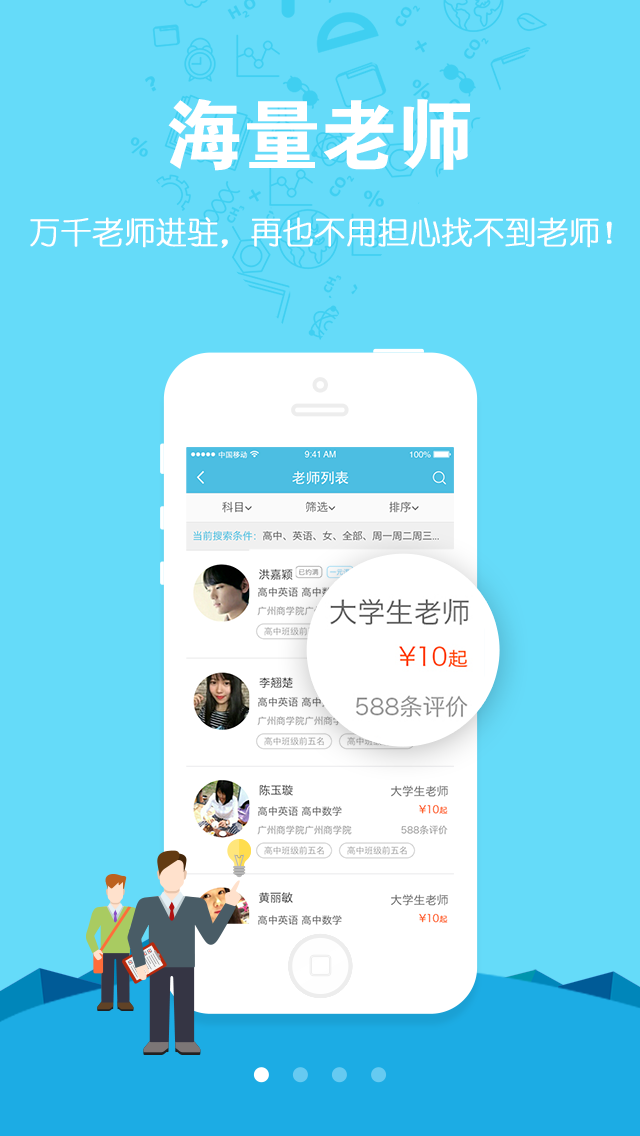 海量老师
万千老师进驻，再也不用担心找不到老师！
中国移动 9:41 AM 100%
老师列表
科目 筛选 排序
当前搜索条件：高中、英语、女、全部、周一周二周三...
洪嘉颖 已约满
高中英语 高中
广州商学院广
高中班级前
大学生老师
¥10起
588条评价
李翘楚
高中英语 高中数
广州商学院广州商
高中班级前五名
陈玉璇 大学生老师
高中英语 高中数学 ¥10起
广州商学院广州商学院 588条评价
高中班级前五名 高中班级前五名
黄丽敏 大学生老师
高中英语 高中数学 ¥10起